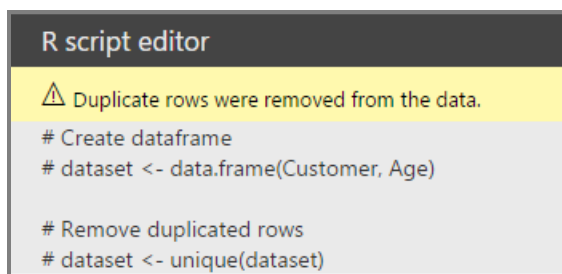 R script editor
Duplicate rows were removed from the data.
# Create dataframe
# dataset <- data.frame(Customer, Age)
# Remove duplicated rows
# dataset <- unique(dataset)